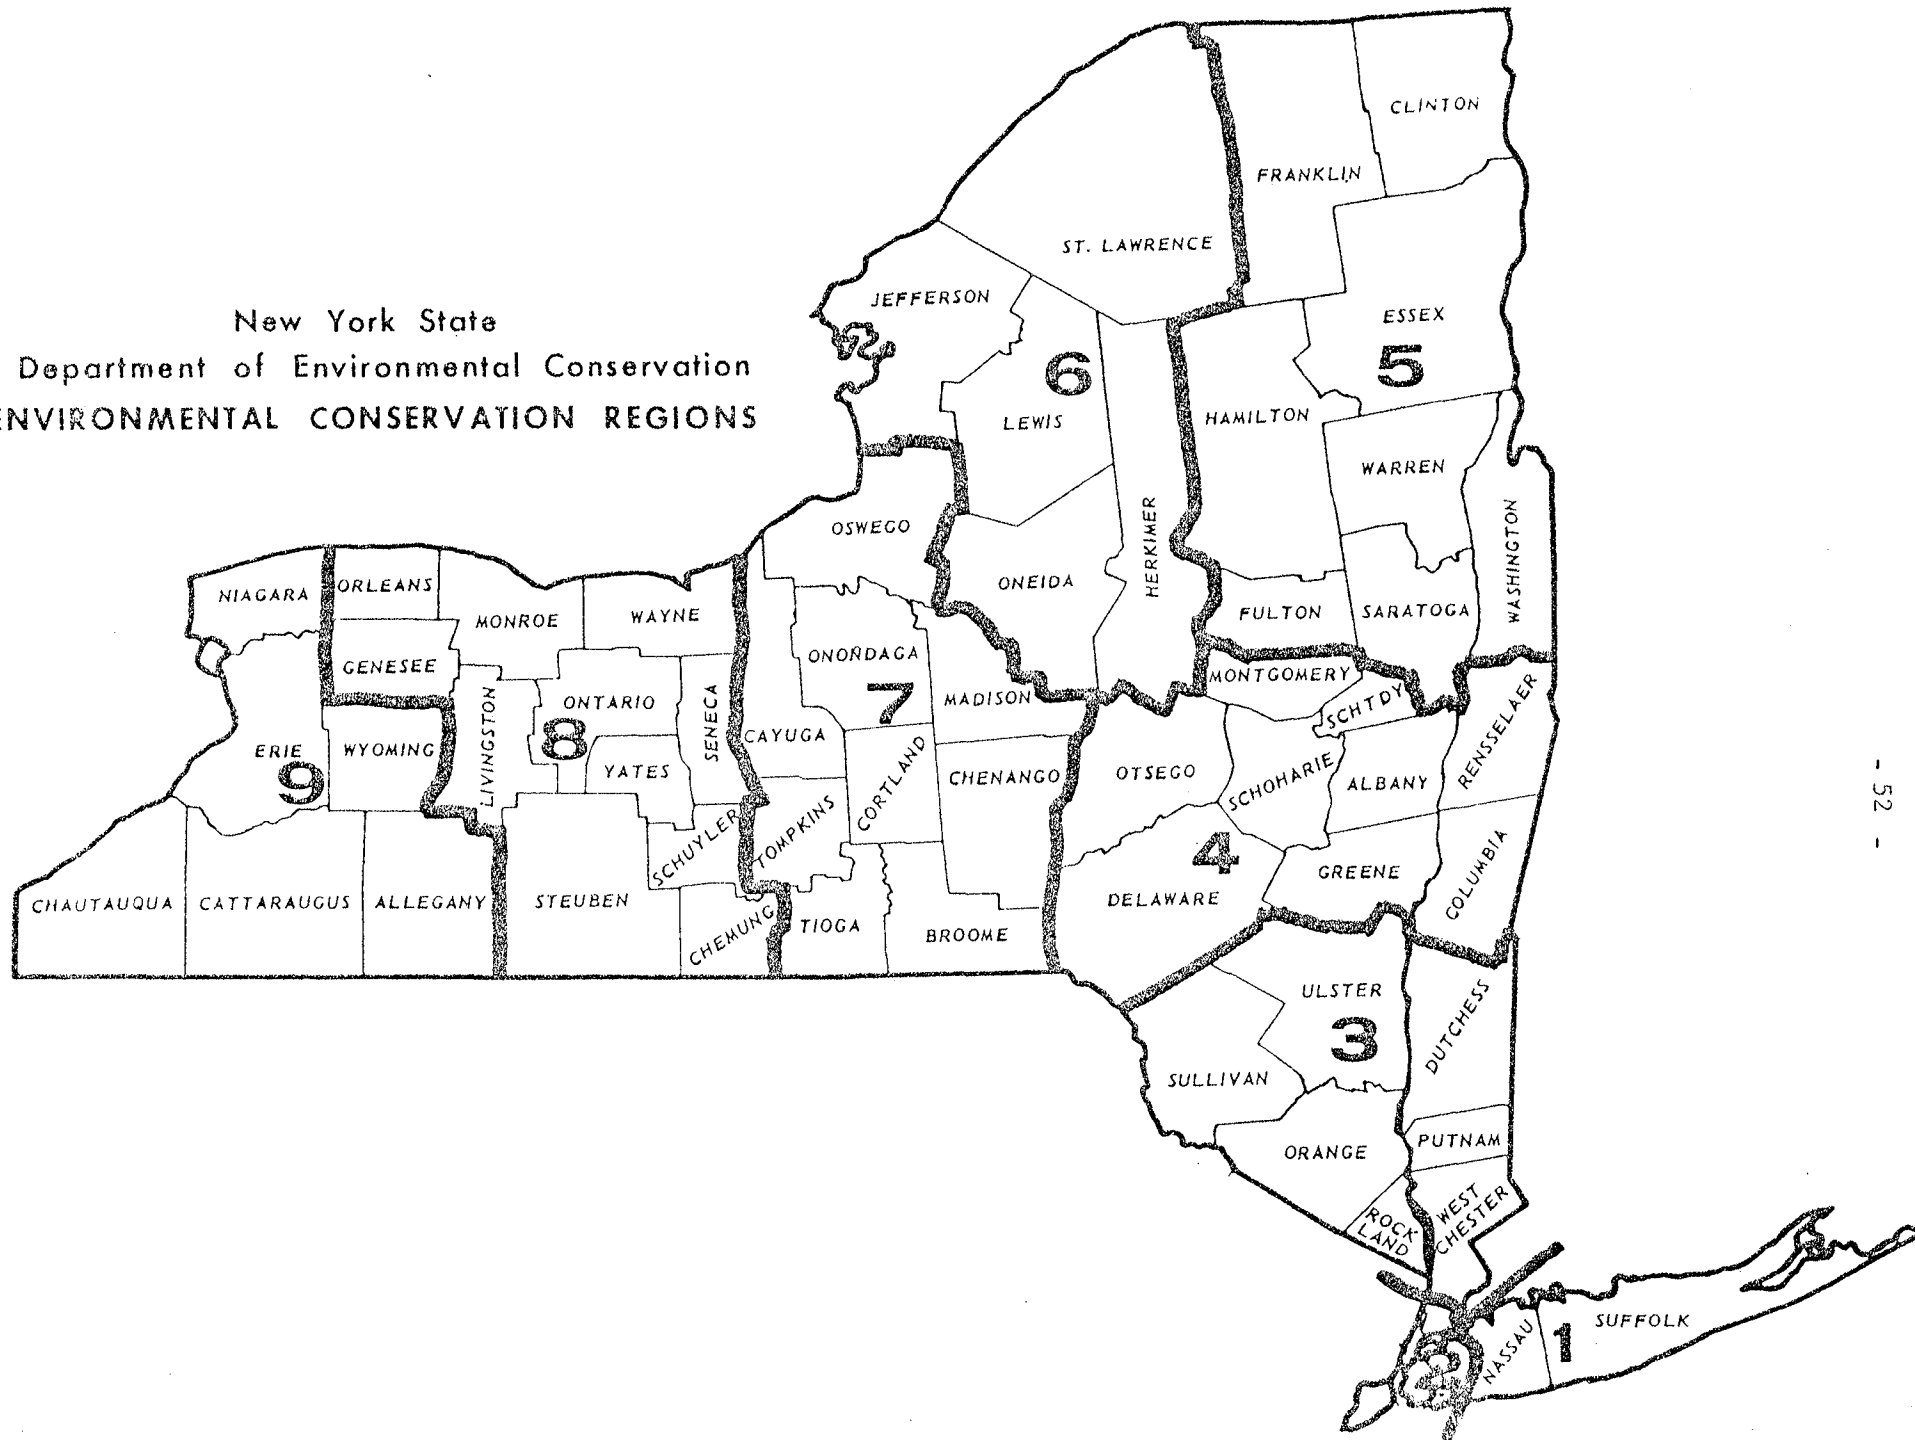 New York State
Department of Environmental Conservation
ENVIRONMENTAL CONSERVATION REGIONS
CLINTON
FRANKLIN
ST. LAWRENCE
JEFFERSON
ESSEX
5
6
LEWIS
HAMILTON
WARREN
OSWEGO
HERKIMER
WASHINGTON
ONEIDA
NIAGARA
ORLEANS
MONROE
WAYNE
FULTON
SARATOGA
GENESEE
ONONDAGA
MONTGOMERY
7
MADISON
LIVINGSTON
ONTARIO
SENECA
SCHTDY
RENSSELAER
8
CAYUGA
ERIE
WYOMING
9
YATES
CORTLAND
CHENANGO
OTSEGO
SCHOHARIE
ALBANY
- 52 -
SCHUYLER
TOMPKINS
4
GREENE
COLUMBIA
CHAUTAUQUA
CATTARAUGUS
ALLEGANY
STEUBEN
CHEMUNG
TIOGA
BROOME
DELAWARE
ULSTER
3
DUTCHESS
SULLIVAN
ORANGE
PUTNAM
ROCK
LAND
WEST
CHESTER
NASSAU
1
SUFFOLK
2